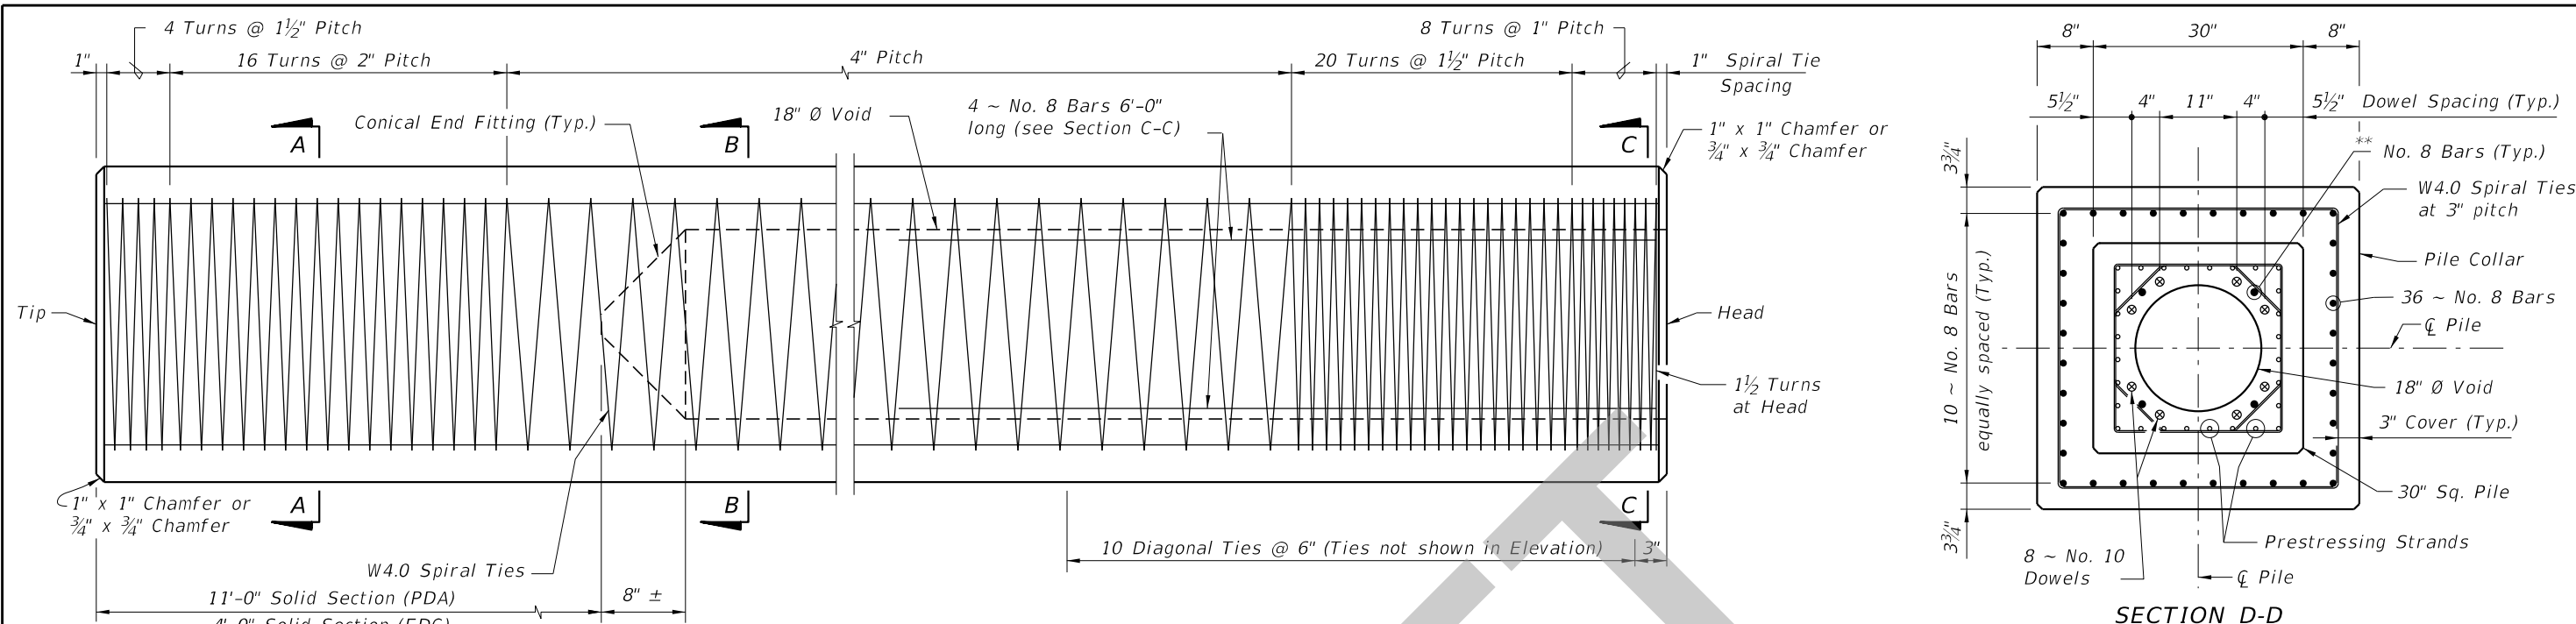 4 Turns @ 1½" Pitch
8 Turns @ 1" Pitch
1"
16 Turns @ 2" Pitch
4" Pitch
20 Turns @ 1½" Pitch
1" Spiral Tie
Spacing
Conical End Fitting (Typ.)
18" Ø Void
4 ~ No. 8 Bars 6'-0"
long (see Section C-C)
A
B
C
1" x 1" Chamfer or
¾" x ¾" Chamfer
Tip
Head
1½ Turns
at Head
1" x 1" Chamfer or
¾" x ¾" Chamfer
A
B
C
10 Diagonal Ties @ 6" (Ties not shown in Elevation)
3"
W4.0 Spiral Ties
11'-0" Solid Section (PDA)
8" ±
4'-0" Solid Section (EDC)
8"
30"
8"
5½"
4"
11"
4"
5½" Dowel Spacing (Typ.)
**
No. 8 Bars (Typ.)
3¾"
W4.0 Spiral Ties
at 3" pitch
Pile Collar
36 ~ No. 8 Bars
℄ Pile
10 ~ No. 8 Bars
equally spaced (Typ.)
18" Ø Void
3" Cover (Typ.)
30" Sq. Pile
3¾"
Prestressing Strands
8 ~ No. 10
Dowels
℄ Pile
SECTION D-D